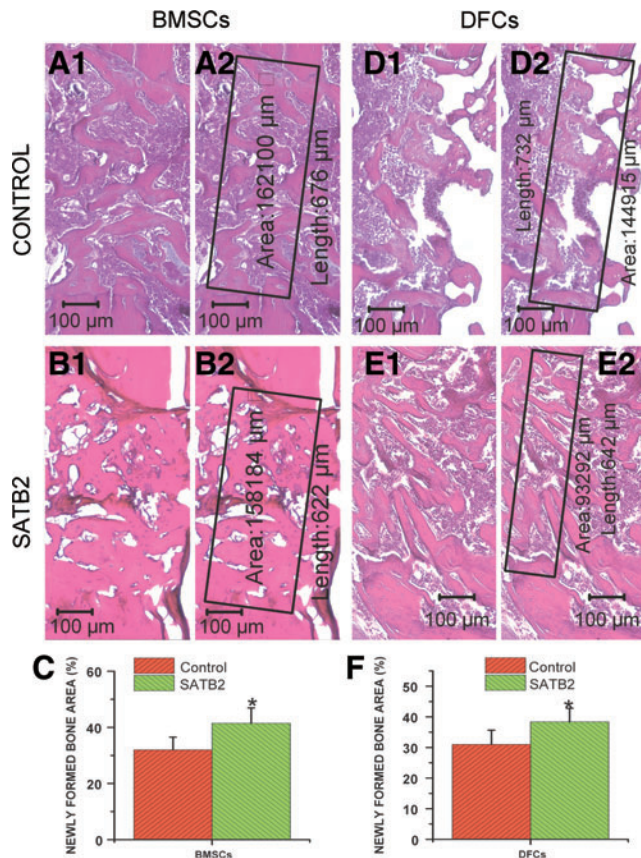 BMSCs DFCs
CONTROL
A1 A2 D1 D2
Area:162100 µm
Length:676 µm
Length:732 µm
Area:144915 µm
100 µm 100 µm 100 µm 100 µm
SATB2
B1 B2 E1 E2
Area:158184 µm
Length:622 µm
Area:93292 µm
Length:642 µm
100 µm 100 µm 100 µm 100 µm
C
NEWLY FORMED BONE AREA (%)
Control
SATB2
*
60
40
20
0
BMSCs
F
NEWLY FORMED BONE AREA (%)
Control
SATB2
*
50
40
30
20
10
0
DFCs